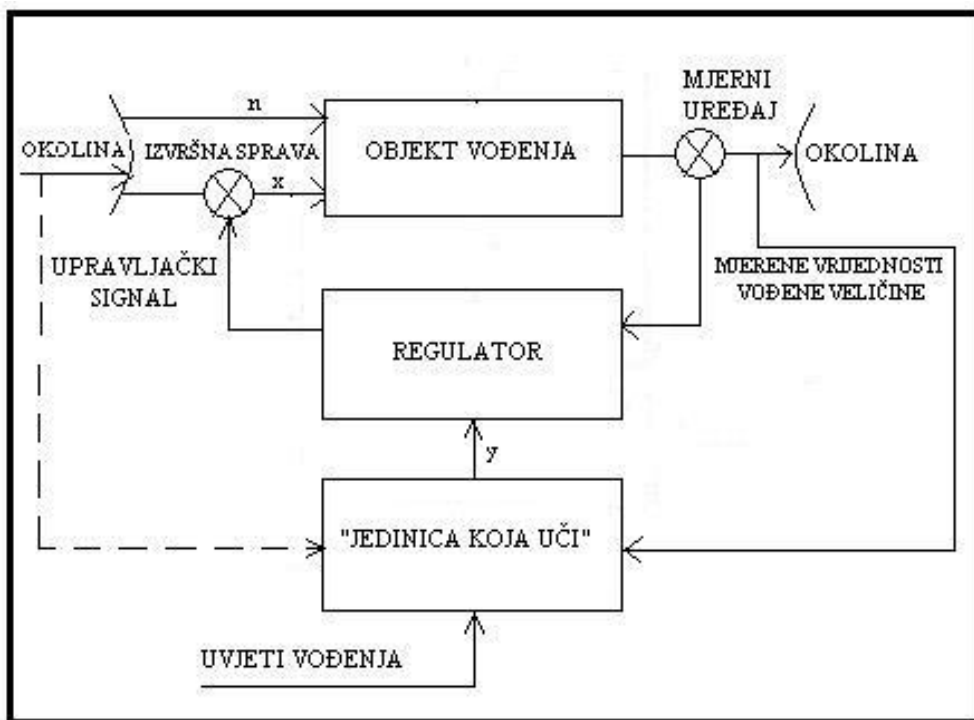 MJERNI
UREĐAJ
n
OKOLINA
IZVRŠNA SPRAVA
x
OBJEKT VOĐENJA
OKOLINA
UPRAVLJAČKI
SIGNAL
MJERENE VRIJEDNOSTI
VOĐENE VELIČINE
REGULATOR
y
"JEDINICA KOJA UČI"
UVJETI VOĐENJA